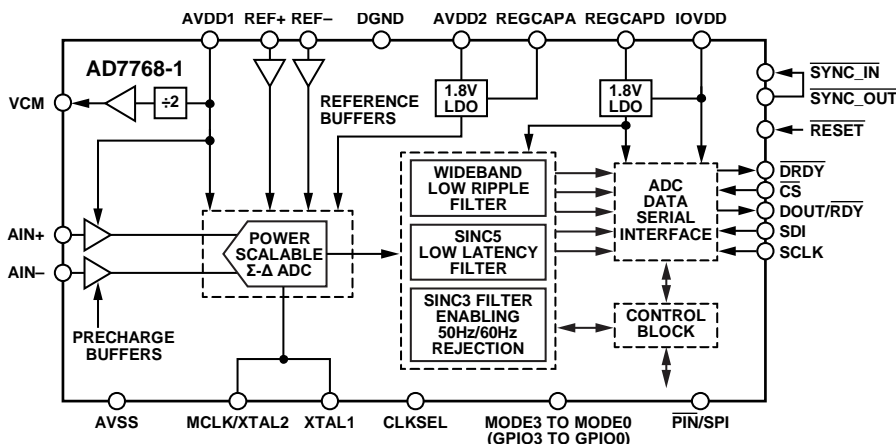 AVDD1 REF+ REF– DGND AVDD2 REGCAPA REGCAPD IOVDD
AD7768-1
VCM
÷2
REFERENCE
BUFFERS
1.8V
LDO
1.8V
LDO
SYNC_IN
SYNC_OUT
RESET
WIDEBAND
LOW RIPPLE
FILTER
ADC
DATA
SERIAL
INTERFACE
DRDY
CS
DOUT/RDY
SDI
SCLK
AIN+
AIN–
POWER
SCALABLE
Σ-Δ ADC
SINC5
LOW LATENCY
FILTER
SINC3 FILTER
ENABLING
50Hz/60Hz
REJECTION
CONTROL
BLOCK
PRECHARGE
BUFFERS
AVSS MCLK/XTAL2 XTAL1 CLKSEL MODE3 TO MODE0 PIN/SPI
(GPIO3 TO GPIO0)